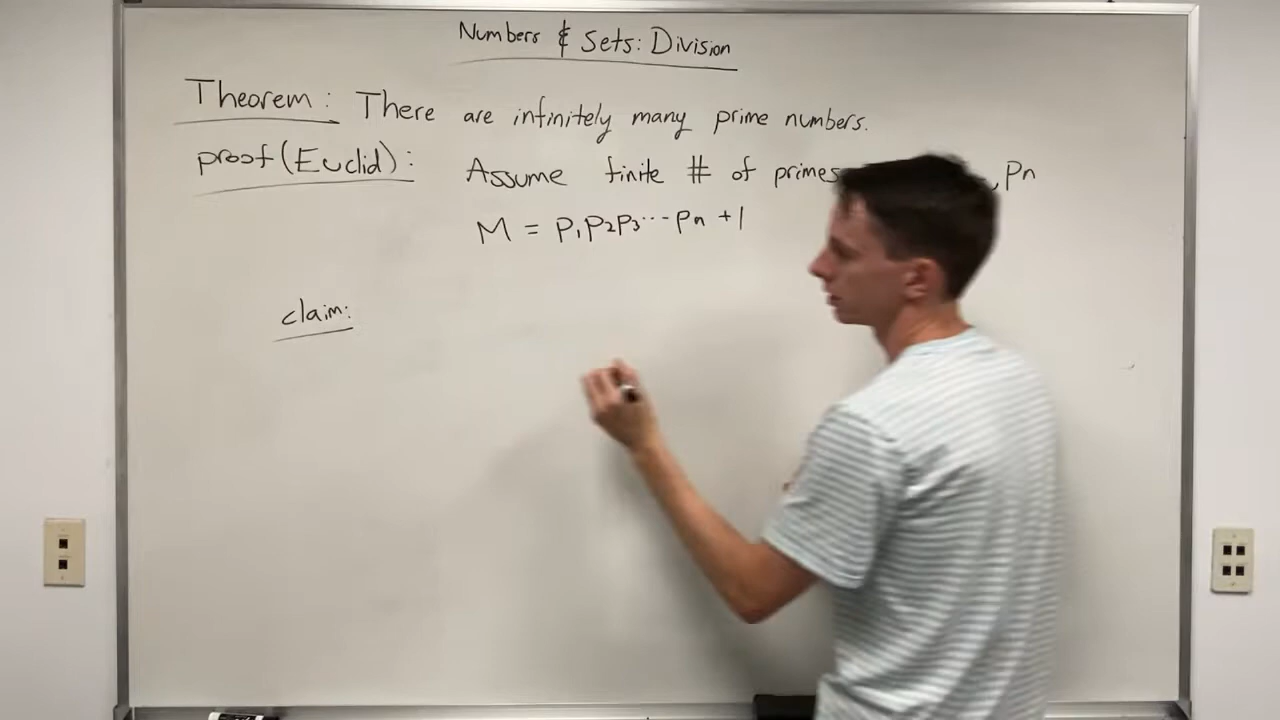 Numbers & Sets: Division
Theorem: There are infinitely many prime numbers.
proof (Euclid): Assume finite # of primes , pn
M = p₁p₂p₃···pn +1
claim: